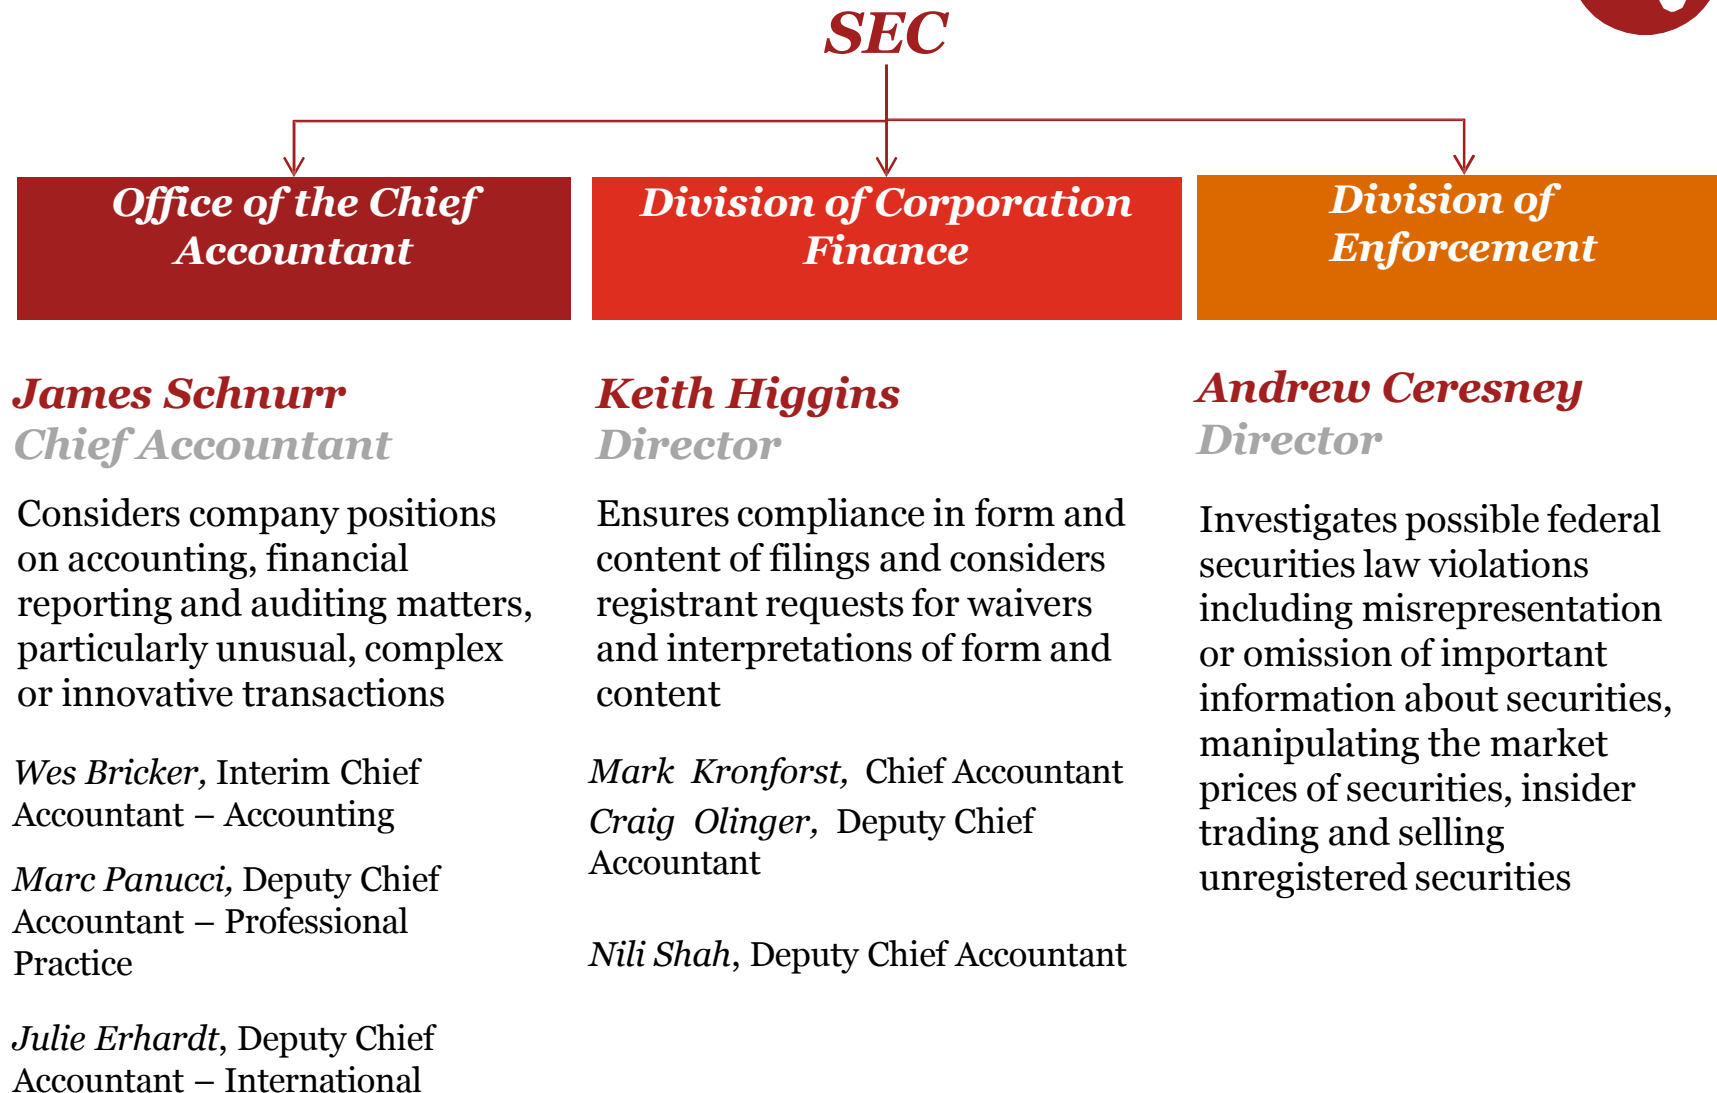 SEC
Office of the Chief
Accountant
Division of Corporation
Finance
Division of
Enforcement
James Schnurr
Chief Accountant
Considers company positions
on accounting, financial
reporting and auditing matters,
particularly unusual, complex
or innovative transactions
Wes Bricker, Interim Chief
Accountant – Accounting
Marc Panucci, Deputy Chief
Accountant – Professional
Practice
Julie Erhardt, Deputy Chief
Accountant – International
Keith Higgins
Director
Ensures compliance in form and
content of filings and considers
registrant requests for waivers
and interpretations of form and
content
Mark Kronforst, Chief Accountant
Craig Olinger, Deputy Chief
Accountant
Nili Shah, Deputy Chief Accountant
Andrew Ceresney
Director
Investigates possible federal
securities law violations
including misrepresentation
or omission of important
information about securities,
manipulating the market
prices of securities, insider
trading and selling
unregistered securities